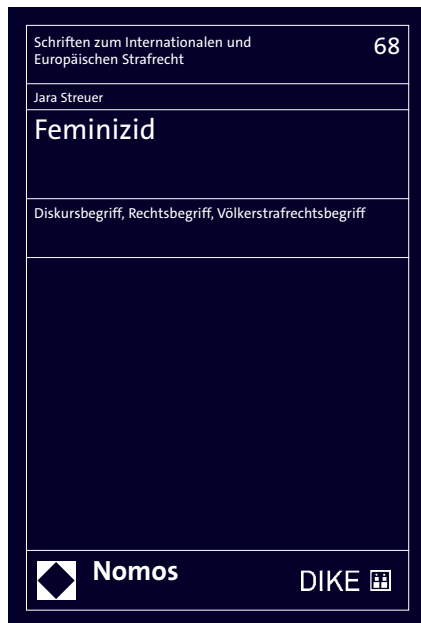 Schriften zum Internationalen und
Europäischen Strafrecht
68
Jara Streuer
Feminizid
Diskursbegriff, Rechtsbegriff, Völkerstrafrechtsbegriff
Nomos
DIKE